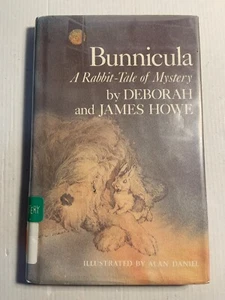 Bunnicula
A Rabbit-Tale of Mystery
by DEBORAH
and JAMES HOWE
ILLUSTRATED BY ALAN DANIEL